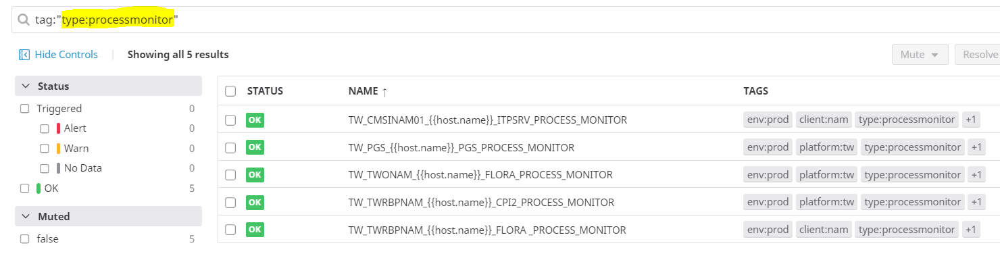 tag:"type:processmonitor"
Hide Controls Showing all 5 results Mute Resolve
Status
Triggered 0
Alert 0
Warn 0
No Data 0
OK 5
Muted
false 5
STATUS NAME ↑ TAGS
OK TW_CMSINAM01_{{host.name}}_ITPSRV_PROCESS_MONITOR env:prod client:nam type:processmonitor +1
OK TW_PGS_{{host.name}}_PGS_PROCESS_MONITOR env:prod platform:tw type:processmonitor +1
OK TW_TWONAM_{{host.name}}_FLORA_PROCESS_MONITOR env:prod platform:tw type:processmonitor +1
OK TW_TWRBPNAM_{{host.name}}_CPI2_PROCESS_MONITOR env:prod platform:tw type:processmonitor +1
OK TW_TWRBPNAM_{{host.name}}_FLORA _PROCESS_MONITOR env:prod client:nam type:processmonitor +1